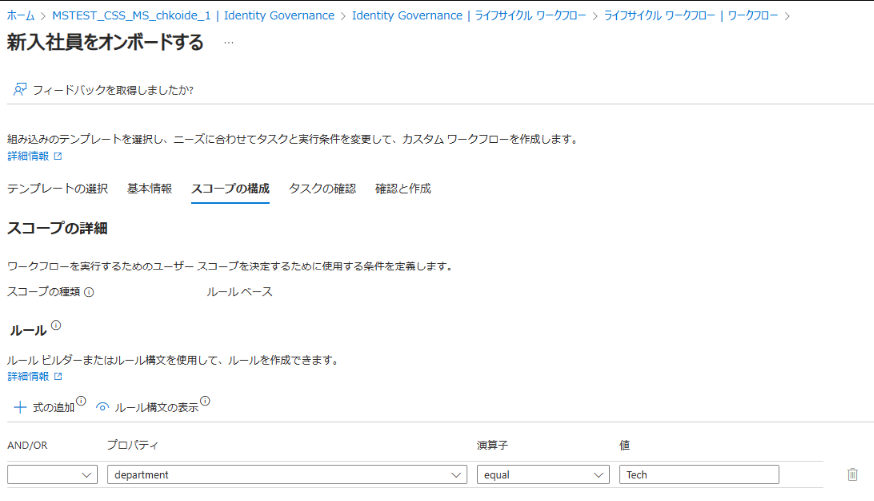 ホーム > MSTEST_CSS_MS_chkoide_1 | Identity Governance > Identity Governance | ライフサイクル ワークフロー > ライフサイクル ワークフロー | ワークフロー >
新入社員をオンボードする ...
フィードバックを取得しましたか?
組み込みのテンプレートを選択し、ニーズに合わせてタスクと実行条件を変更して、カスタム ワークフローを作成します。
詳細情報
テンプレートの選択 基本情報 スコープの構成 タスクの確認 確認と作成
スコープの詳細
ワークフローを実行するためのユーザー スコープを決定するために使用する条件を定義します。
スコープの種類 ルール ベース
ルール
ルール ビルダーまたはルール構文を使用して、ルールを作成できます。
詳細情報
式の追加 ルール構文の表示
AND/OR プロパティ 演算子 値
department equal Tech